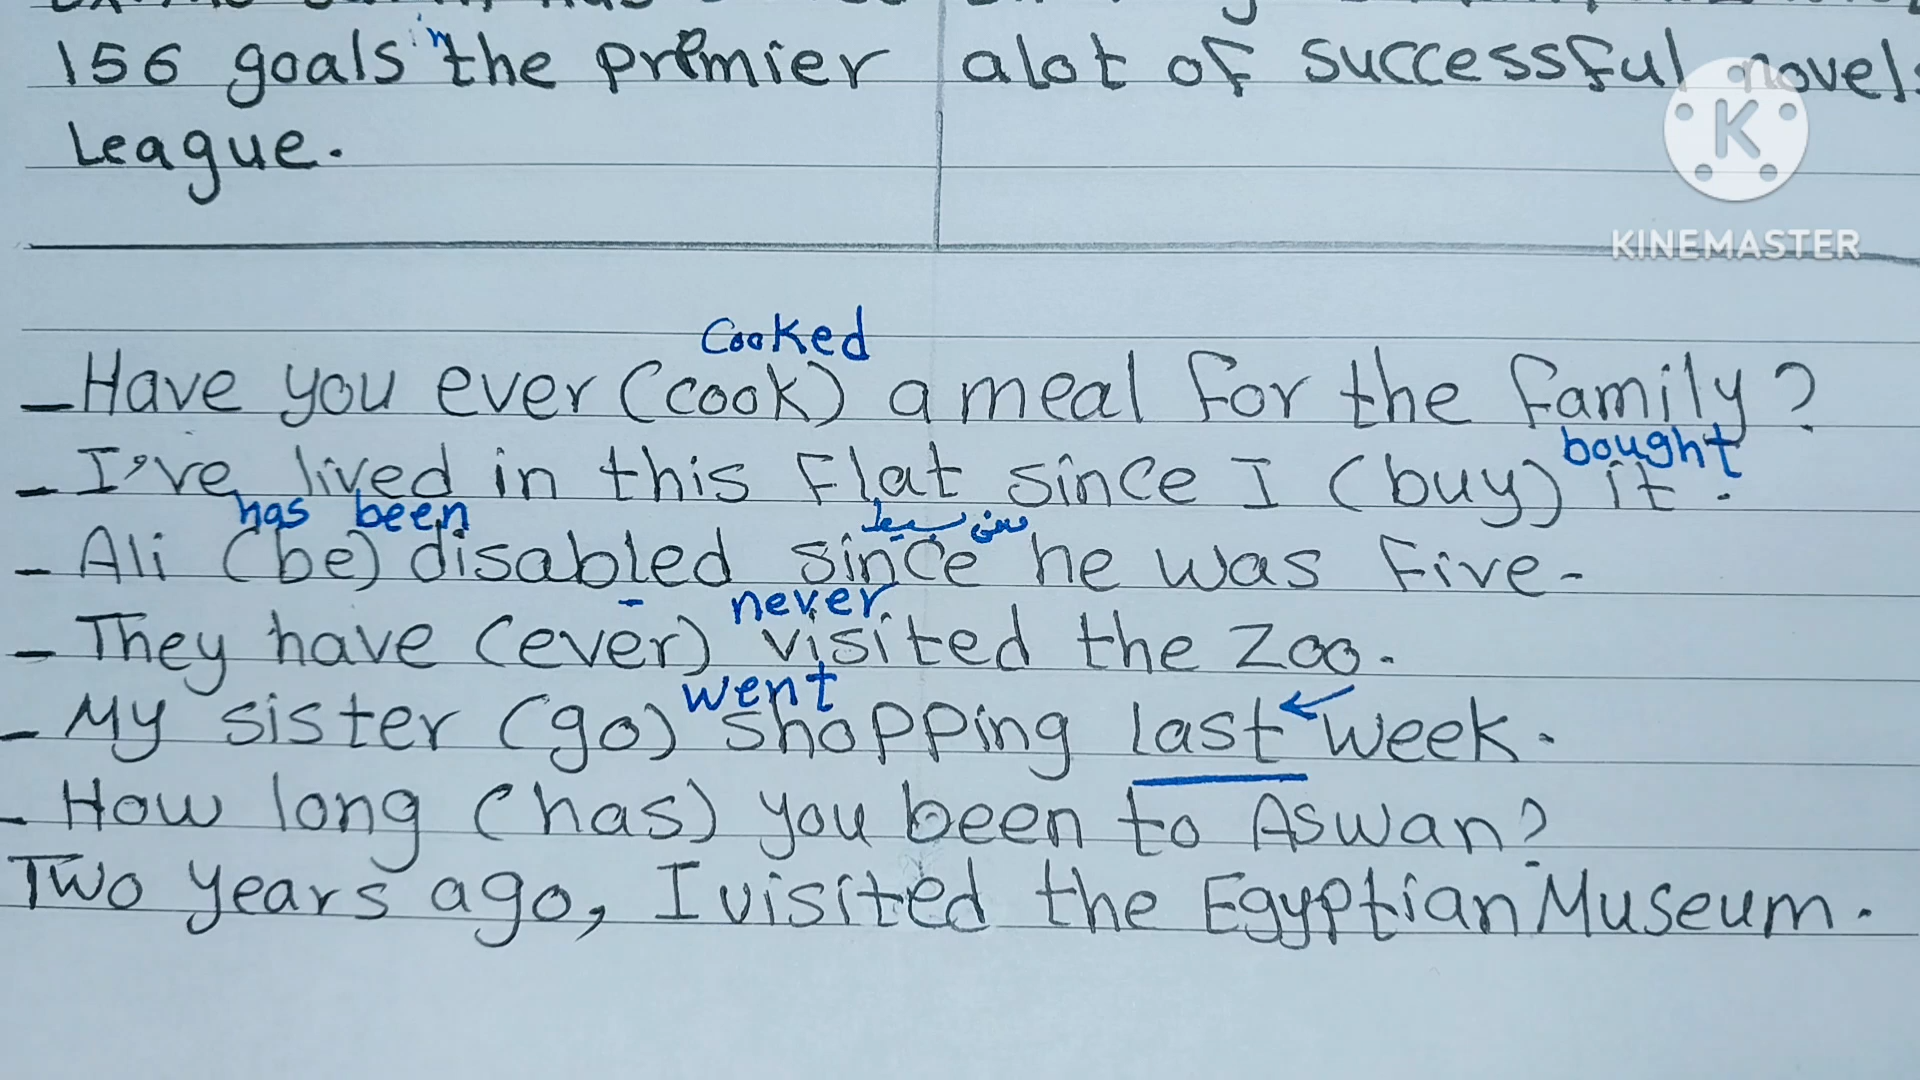 156 goals in the premier alot of successful novels
League.
KINEMASTER
cooked
- Have you ever (cook) a meal for the family?
bought
- I've lived in this flat since I (buy) it.
has been ماضى بسيط
- Ali (be) disabled since he was five.
never
- They have (ever) visited the zoo.
went
- My sister (go) shopping last week.
- How long (has) you been to Aswan?
Two years ago, I visited the Egyptian Museum.